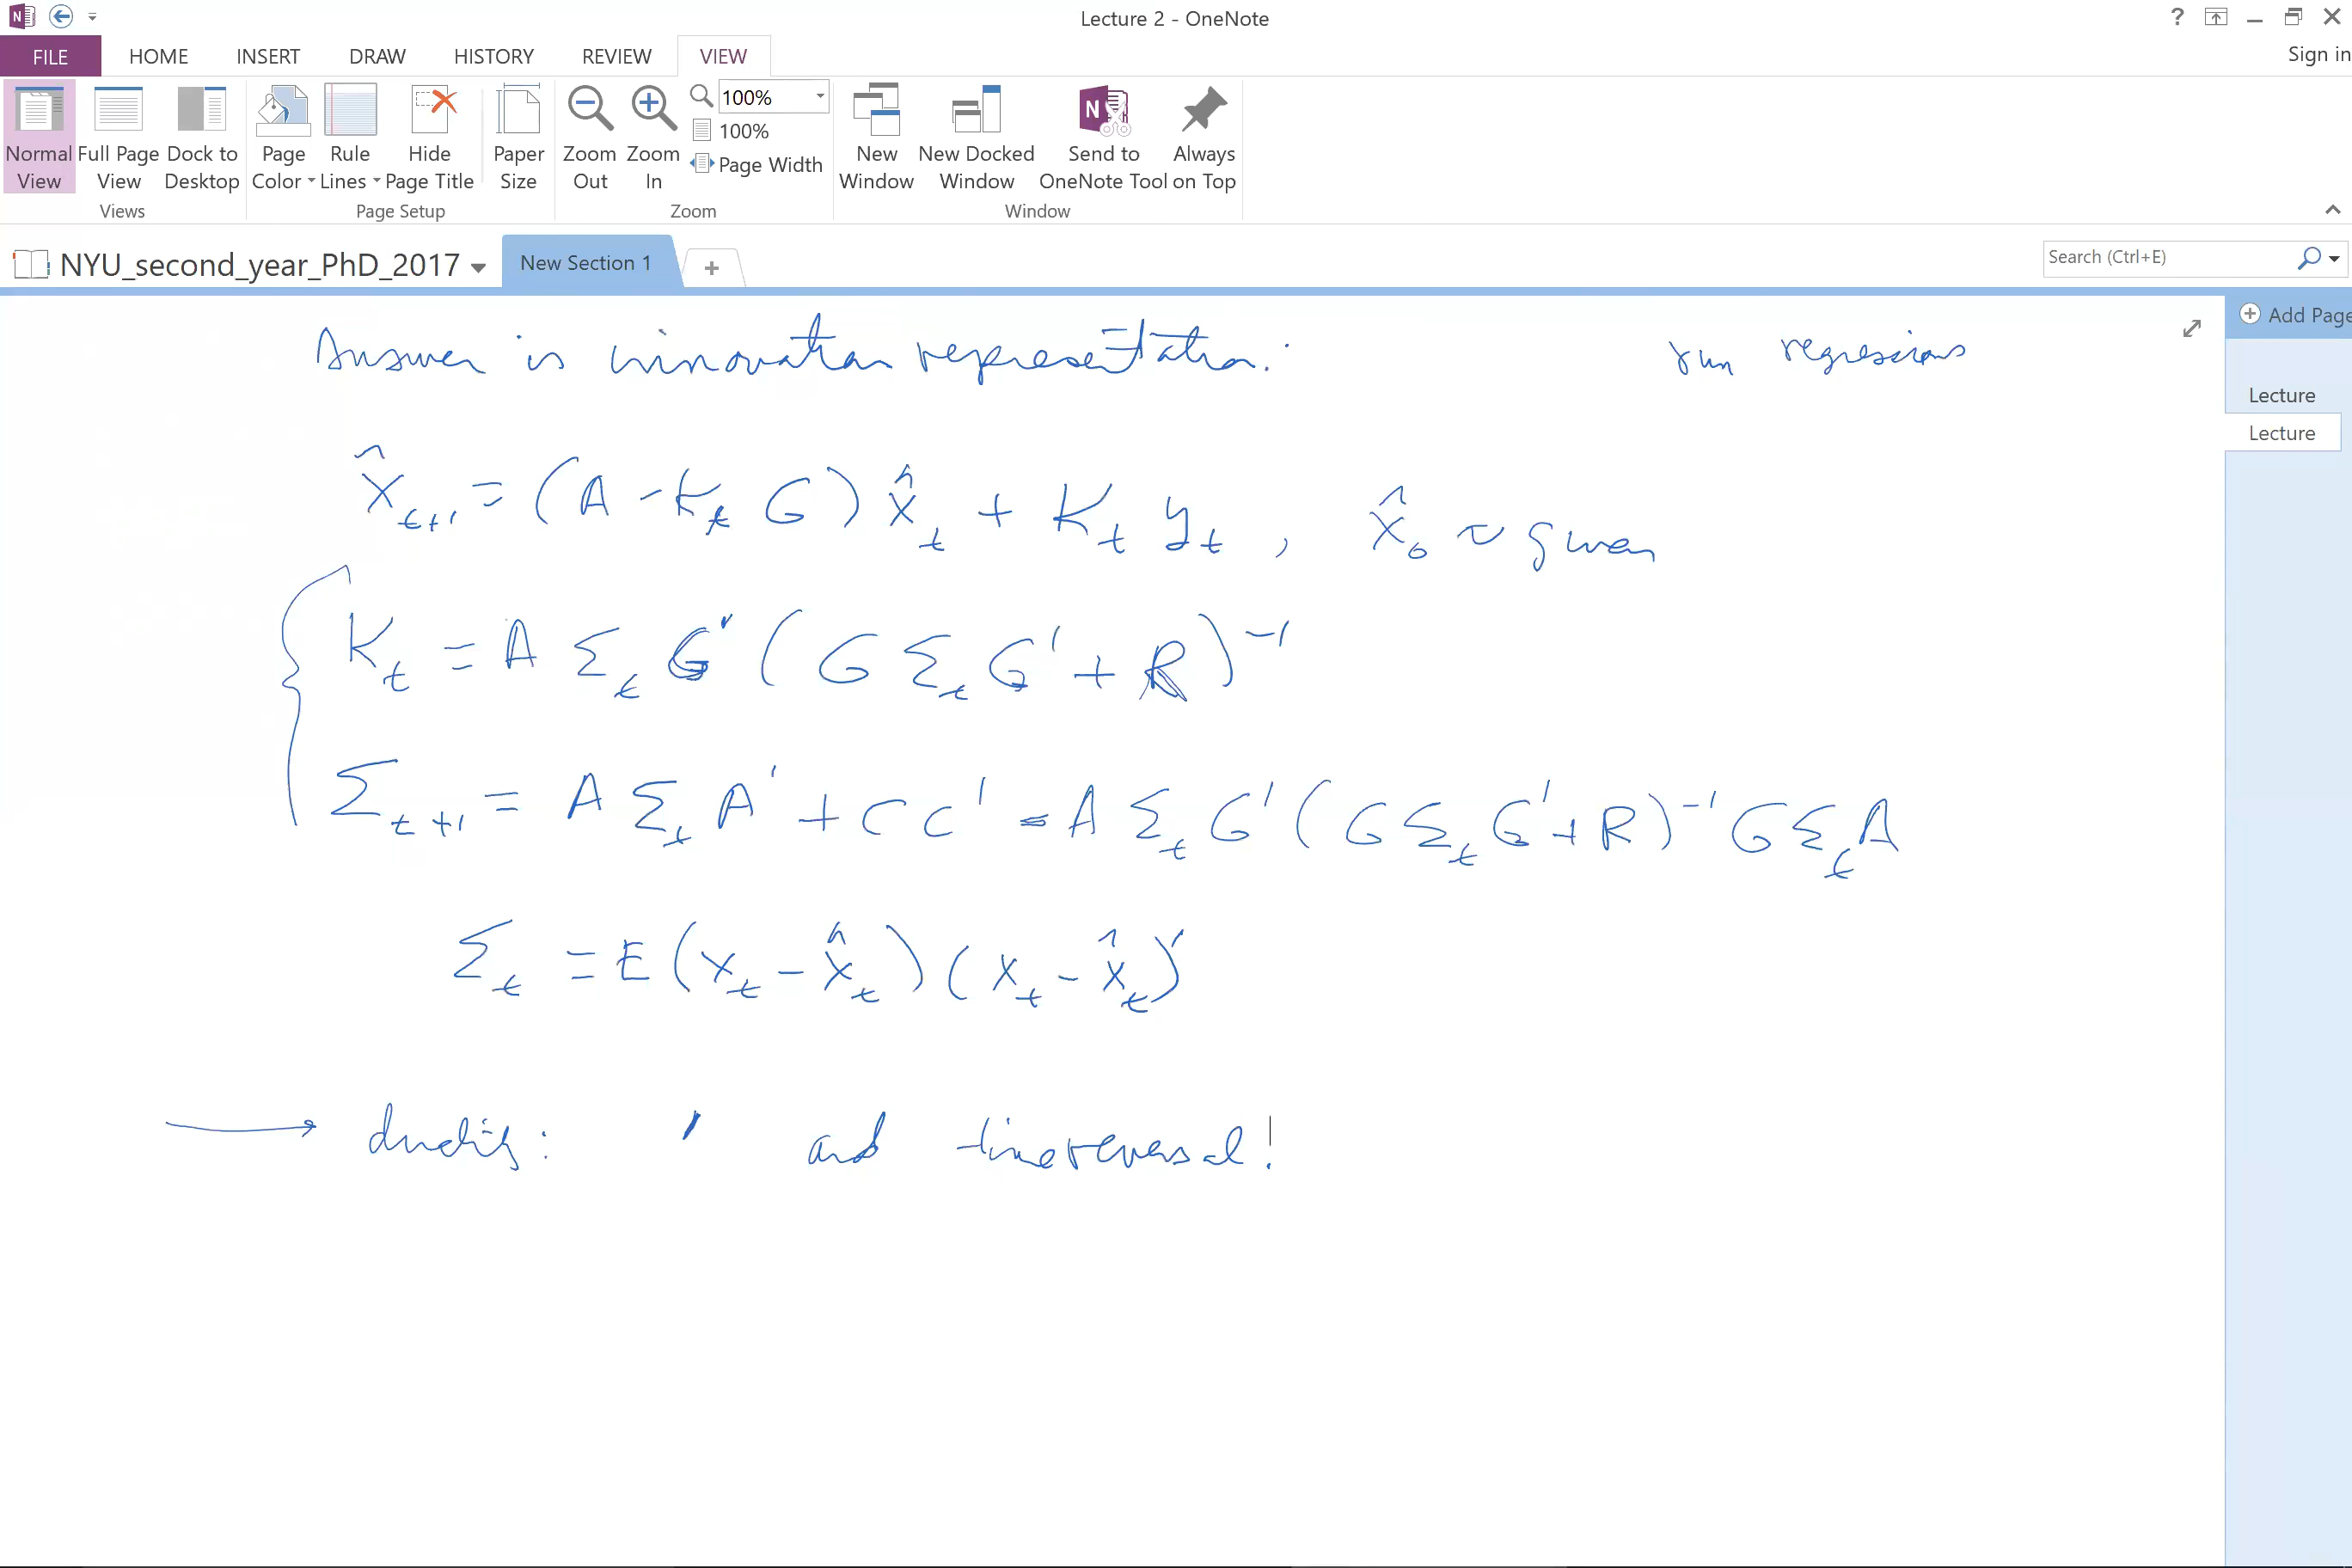 Lecture 2 - OneNote
?
Sign in
FILE HOME INSERT DRAW HISTORY REVIEW VIEW
Normal View
Full Page View
Dock to Desktop
Page Color
Rule Lines
Hide Page Title
Paper Size
Zoom Out
Zoom In
100%
100%
Page Width
New Window
New Docked Window
Send to OneNote Tool
Always on Top
Views Page Setup Zoom Window
NYU_second_year_PhD_2017 New Section 1 +
Search (Ctrl+E)
Add Page
Lecture
Lecture
Answer is innovation representation: run regressions
x̂_{t+1} = (A - K_t G) x̂_t + K_t y_t , x̂_0 ~ given
K_t = A Σ_t G' (G Σ_t G' + R)^{-1}
Σ_{t+1} = A Σ_t A' + C C' - A Σ_t G' (G Σ_t G' + R)^{-1} G Σ_t A
Σ_t = E (x_t - x̂_t) (x_t - x̂_t)'
→ duality: ' and time reversal!